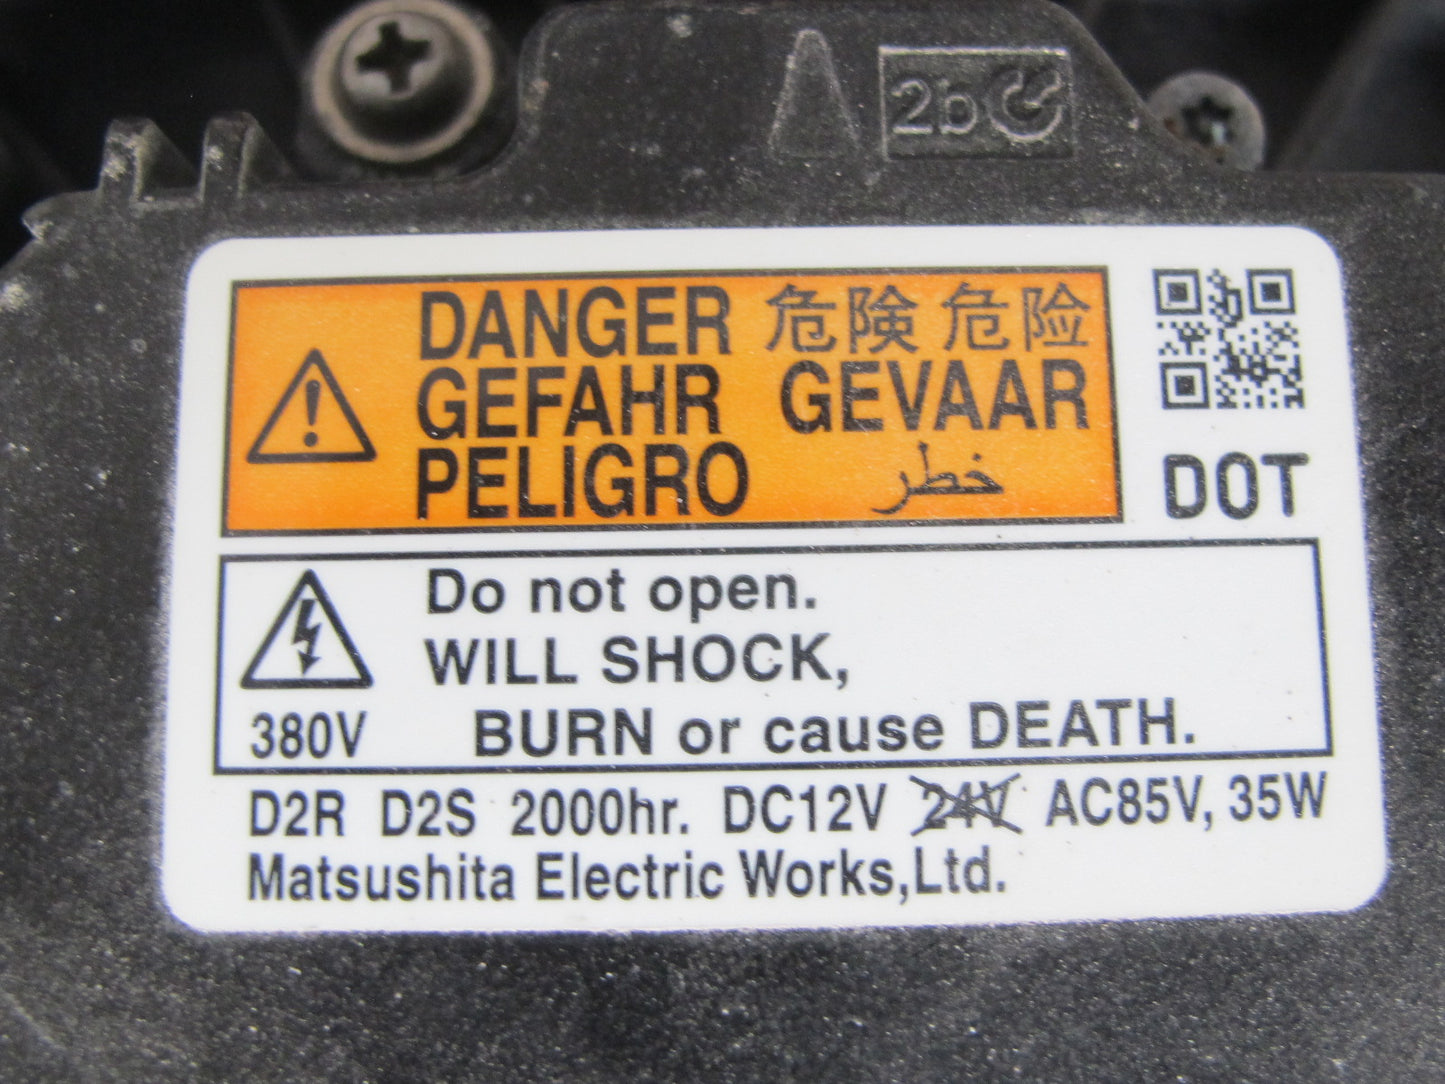 2b
DANGER 危険 危险
GEFAHR GEVAAR
PELIGRO خطر
DOT
Do not open.
WILL SHOCK,
380V BURN or cause DEATH.
D2R D2S 2000hr. DC12V 24V AC85V, 35W
Matsushita Electric Works,Ltd.